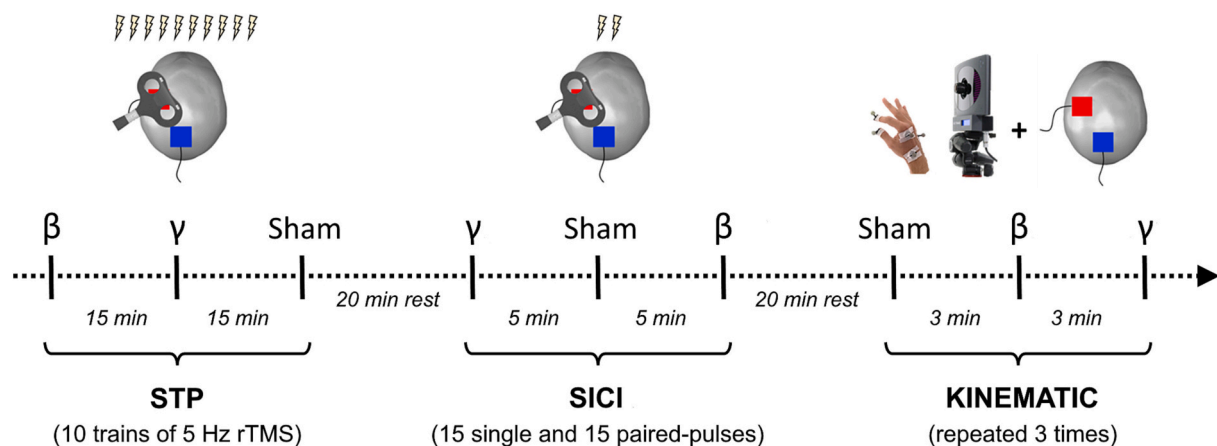 +
β γ Sham γ Sham β Sham β γ
15 min 15 min 20 min rest 5 min 5 min 20 min rest 3 min 3 min
STP SICI KINEMATIC
(10 trains of 5 Hz rTMS) (15 single and 15 paired-pulses) (repeated 3 times)